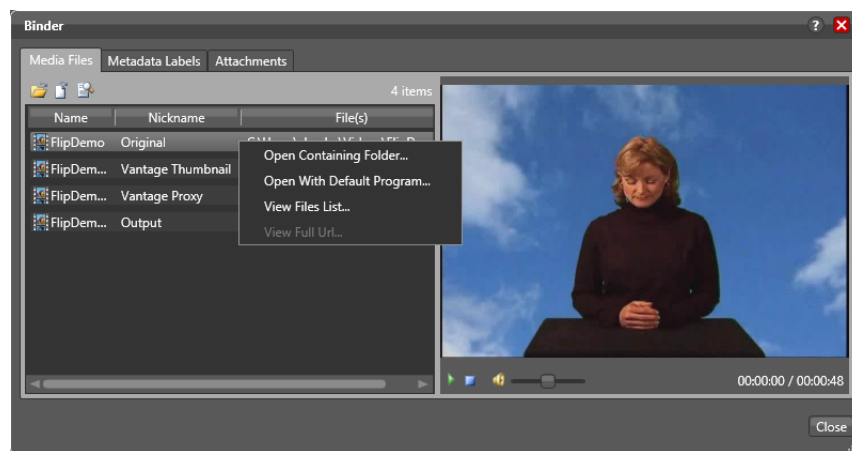 Binder
Media Files Metadata Labels Attachments
4 items
Name Nickname File(s)
FlipDemo Original
FlipDem... Vantage Thumbnail
FlipDem... Vantage Proxy
FlipDem... Output
Open Containing Folder...
Open With Default Program...
View Files List...
View Full Url...
00:00:00 / 00:00:48
Close